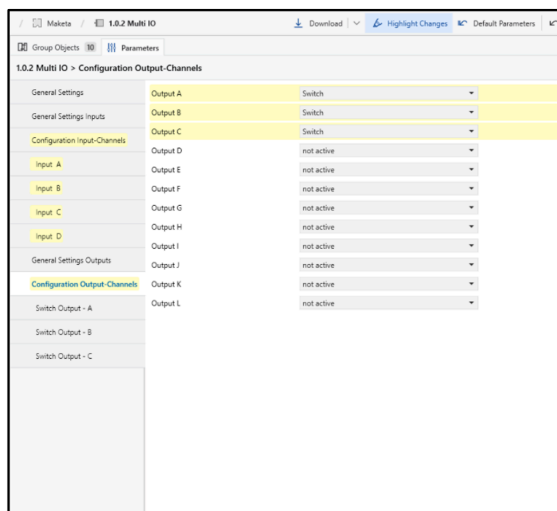 / Maketa / 1.0.2 Multi IO Download Highlight Changes Default Parameters
Group Objects 10 Parameters
1.0.2 Multi IO > Configuration Output-Channels
General Settings
General Settings Inputs
Configuration Input-Channels
Input A
Input B
Input C
Input D
General Settings Outputs
Configuration Output-Channels
Switch Output - A
Switch Output - B
Switch Output - C
Output A Switch
Output B Switch
Output C Switch
Output D not active
Output E not active
Output F not active
Output G not active
Output H not active
Output I not active
Output J not active
Output K not active
Output L not active